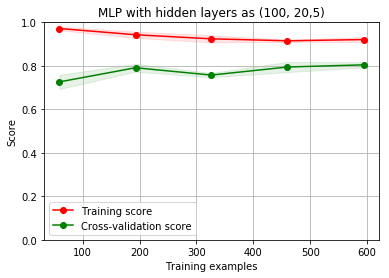 MLP with hidden layers as (100, 20,5)
1.0
0.8
0.6
0.4
0.2
0.0
Score
Training score
Cross-validation score
100 200 300 400 500 600
Training examples